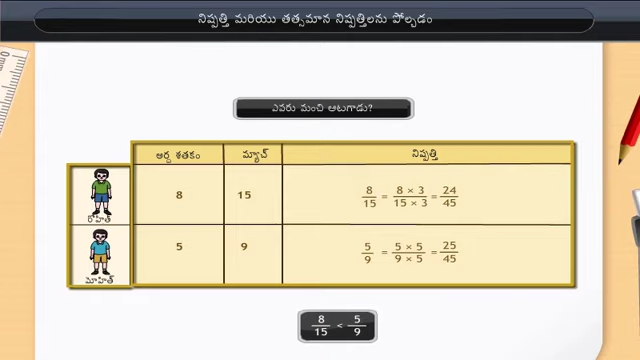 నిష్పత్తి మరియు తత్సమాన నిష్పత్తిలను పోల్చడం
ఎవరు మంచి ఆటగాడు?
అర్ధ శతకం మ్యాచ్ నిష్పత్తి
రోహిత్ 8 15 8/15 = 8 × 3/15 × 3 = 24/45
మోహిత్ 5 9 5/9 = 5 × 5/9 × 5 = 25/45
8/15 < 5/9